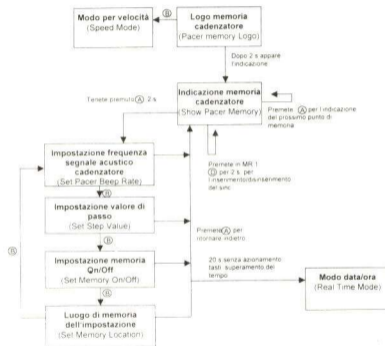 Modo per velocità
(Speed Mode)
B
Logo memoria
cadenzatore
(Pacer memory Logo)
Dopo 2 s appare
l'indicazione
Indicazione memoria
cadenzatore
(Show Pacer Memory)
Tenete premuto A 2 s
Premete A per l'indicazione
del prossimo punto di
memoria
Impostazione frequenza
segnale acustico
cadenzatore
(Set Pacer Beep Rate)
Premete in MR 1
D per 2 s per
l'inserimento/disinserimento
del
B
Impostazione valore di
passo
(Set Step Value)
B
B
Premete A per
ritornare indietro
Impostazione memoria
On/Off
(Set Memory On/Off)
20 s senza azionamento
tasti superamento del
tempo
B
Modo data/ora
(Real Time Mode)
Luogo di memoria
dell'impostazione
(Set Memory Location)